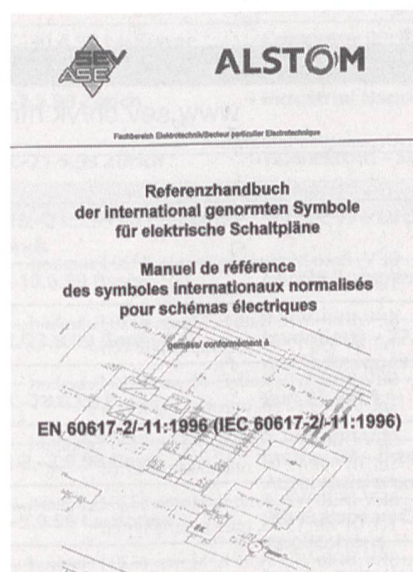 SEV
ASE
ALSTOM
Fachbereich Elektrotechnik/Secteur particulier Electrotechnique
Referenzhandbuch
der international genormten Symbole
für elektrische Schaltpläne
Manuel de référence
des symboles internationaux normalisés
pour schémas électriques
gemäss/ conformément à
EN 60617-2/-11:1996 (IEC 60617-2/-11:1996)